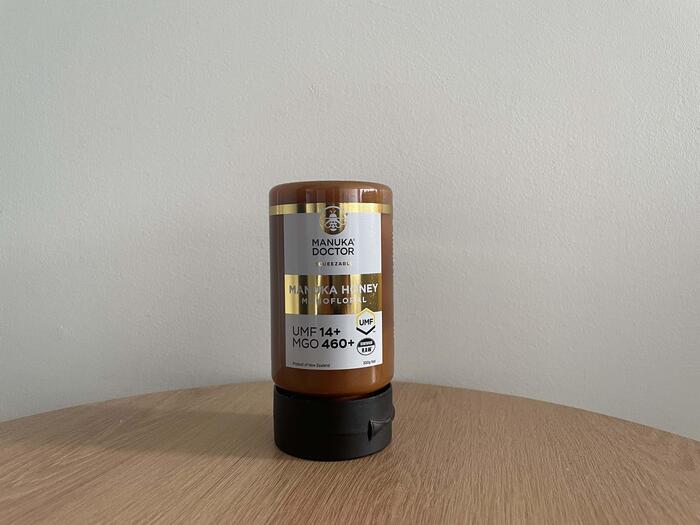 MANUKA
DOCTOR
SQUEEZABLE
MANUKA HONEY
MONOFLORAL
UMF 14+
MGO 460+
UMF
Product of New Zealand